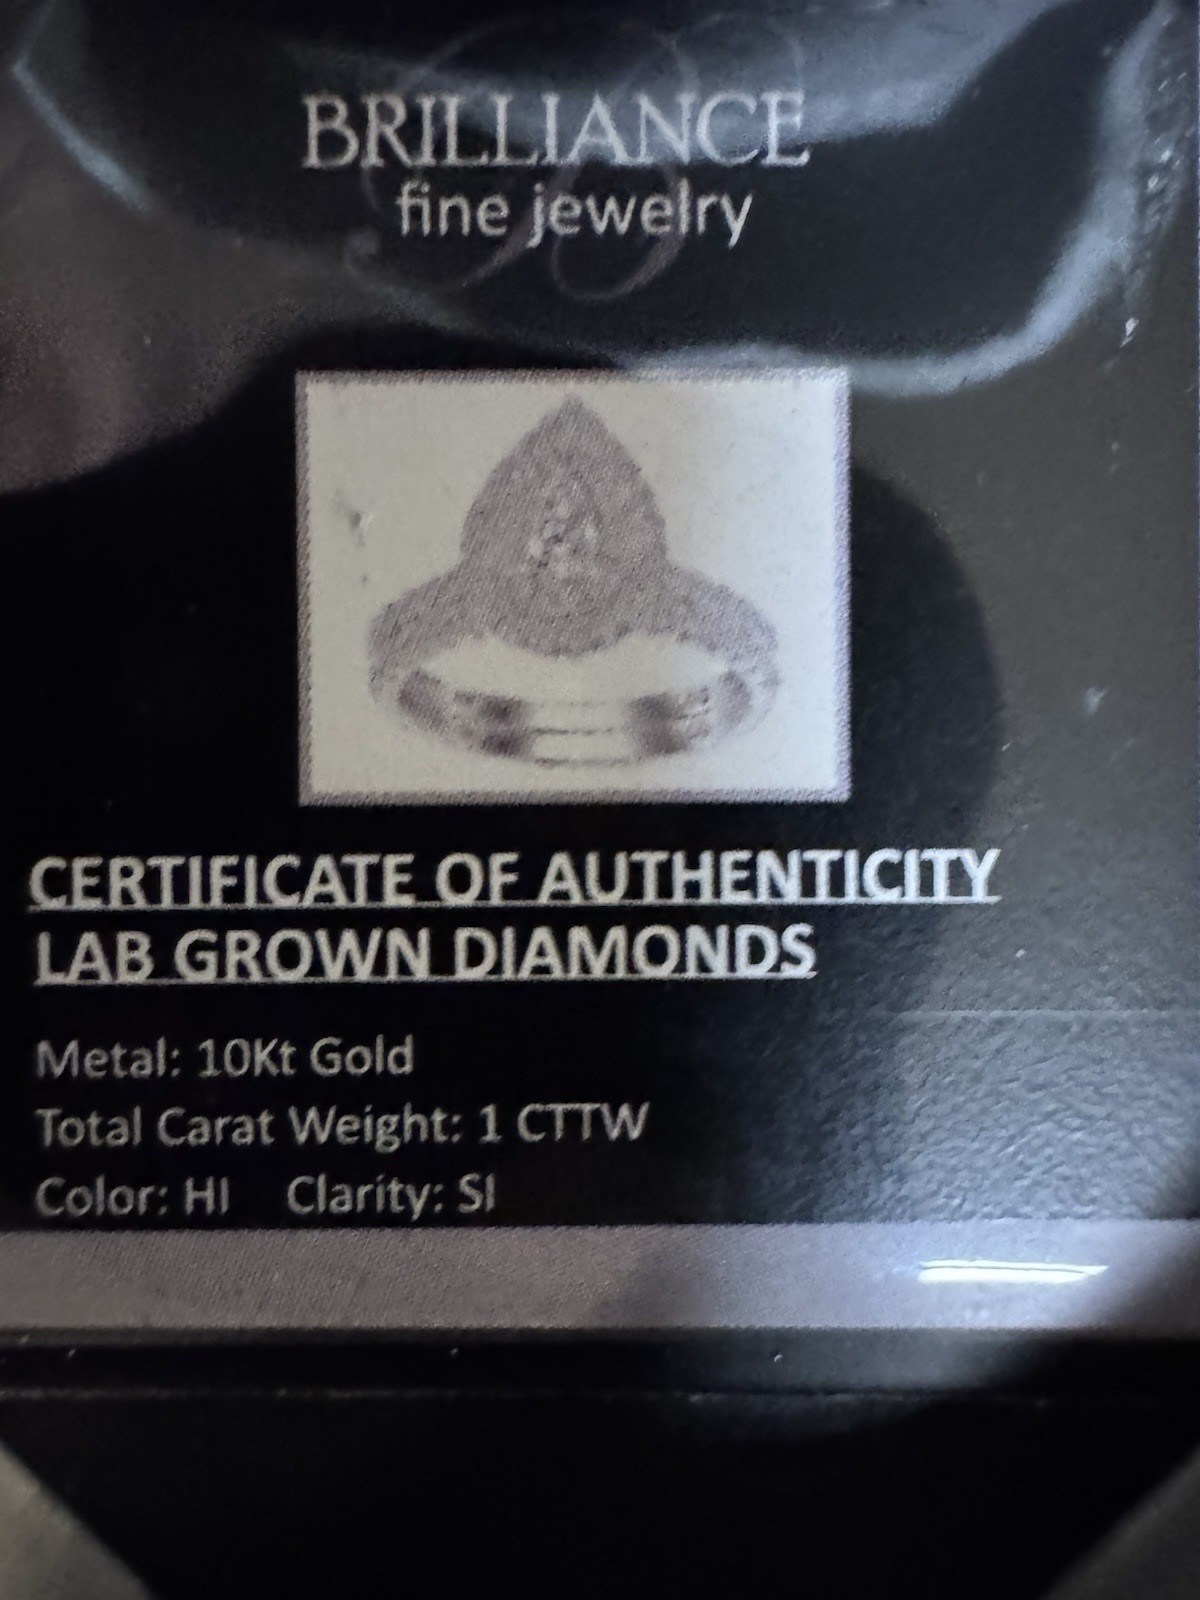 BRILLIANCE
fine jewelry
CERTIFICATE OF AUTHENTICITY
LAB GROWN DIAMONDS
Metal: 10Kt Gold
Total Carat Weight: 1 CTTW
Color: HI Clarity: SI